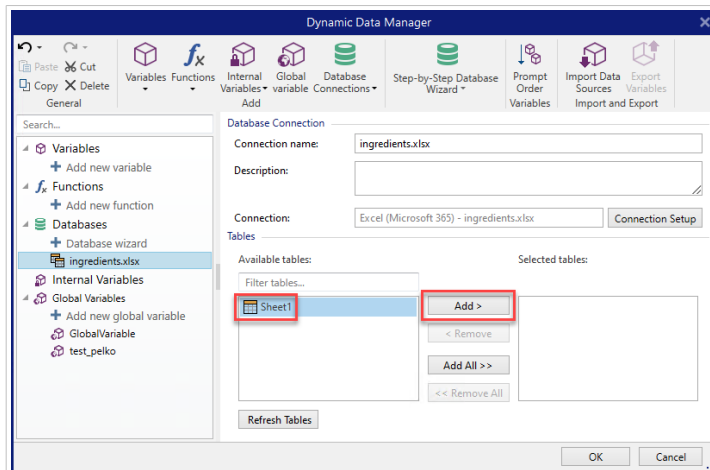 Dynamic Data Manager
Paste Cut
Copy Delete
General
Variables Functions
Internal Variables
Global variable
Database Connections
Add
Step-by-Step Database Wizard
Prompt Order
Variables
Import Data Sources
Export Variables
Import and Export
Search...
Variables
Add new variable
fx Functions
Add new function
Databases
Database wizard
ingredients.xlsx
Internal Variables
Global Variables
Add new global variable
GlobalVariable
test_pelko
Database Connection
Connection name: ingredients.xlsx
Description:
Connection: Excel (Microsoft 365) - ingredients.xlsx Connection Setup
Tables
Available tables: Selected tables:
Filter tables...
Sheet1
Add >
< Remove
Add All >>
<< Remove All
Refresh Tables
OK Cancel